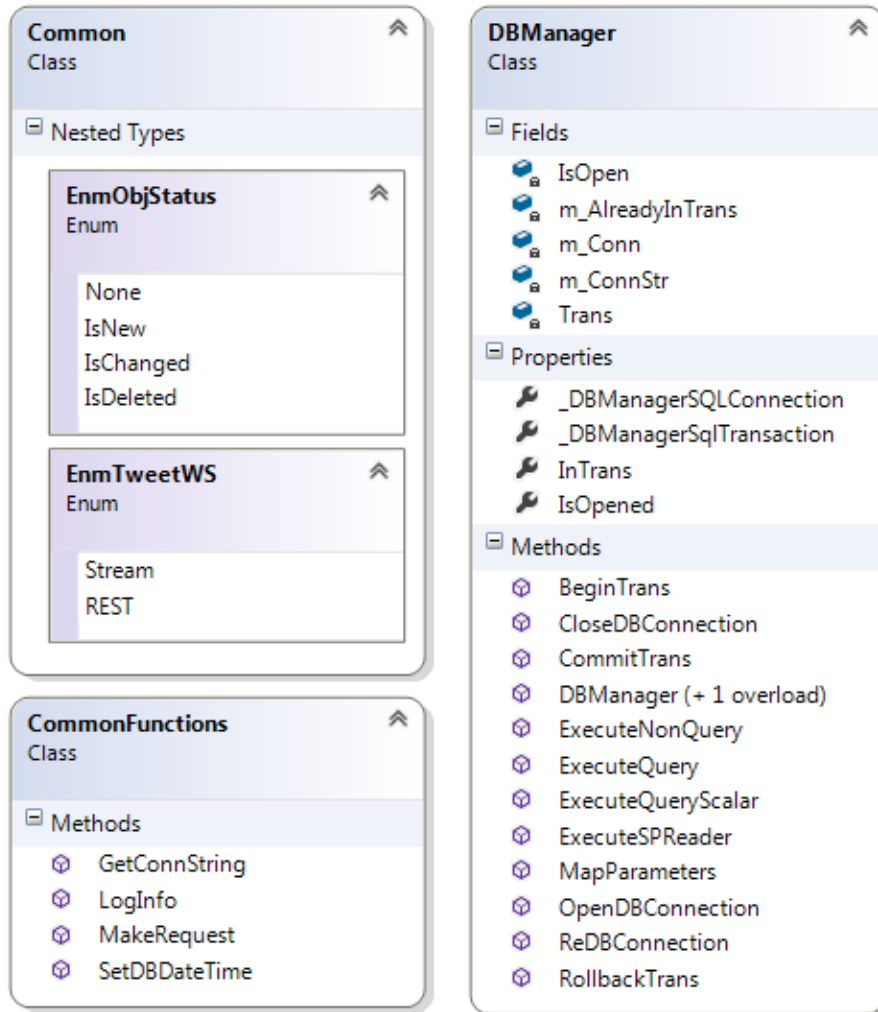 Common
Class
Nested Types
EnmObjStatus
Enum
None
IsNew
IsChanged
IsDeleted
EnmTweetWS
Enum
Stream
REST
CommonFunctions
Class
Methods
GetConnString
LogInfo
MakeRequest
SetDBDateTime
DBManager
Class
Fields
IsOpen
m_AlreadyInTrans
m_Conn
m_ConnStr
Trans
Properties
_DBManagerSQLConnection
_DBManagerSqlTransaction
InTrans
IsOpened
Methods
BeginTrans
CloseDBConnection
CommitTrans
DBManager (+ 1 overload)
ExecuteNonQuery
ExecuteQuery
ExecuteQueryScalar
ExecuteSPReader
MapParameters
OpenDBConnection
ReDBConnection
RollbackTrans